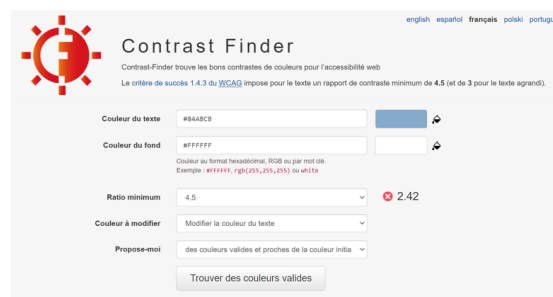 english español français polski portugu
Contrast Finder
Contrast-Finder trouve les bons contrastes de couleurs pour l'accessibilité web
Le critère de succès 1.4.3 du WCAG impose pour le texte un rapport de contraste minimum de 4.5 (et de 3 pour le texte agrandi).
Couleur du texte #84A8CB
Couleur du fond #FFFFFF
Couleur au format hexadécimal, RGB ou par mot clé.
Exemple : #FFFFFF, rgb(255,255,255) ou white
Ratio minimum 4.5 2.42
Couleur à modifier Modifier la couleur du texte
Propose-moi des couleurs valides et proches de la couleur initia
Trouver des couleurs valides